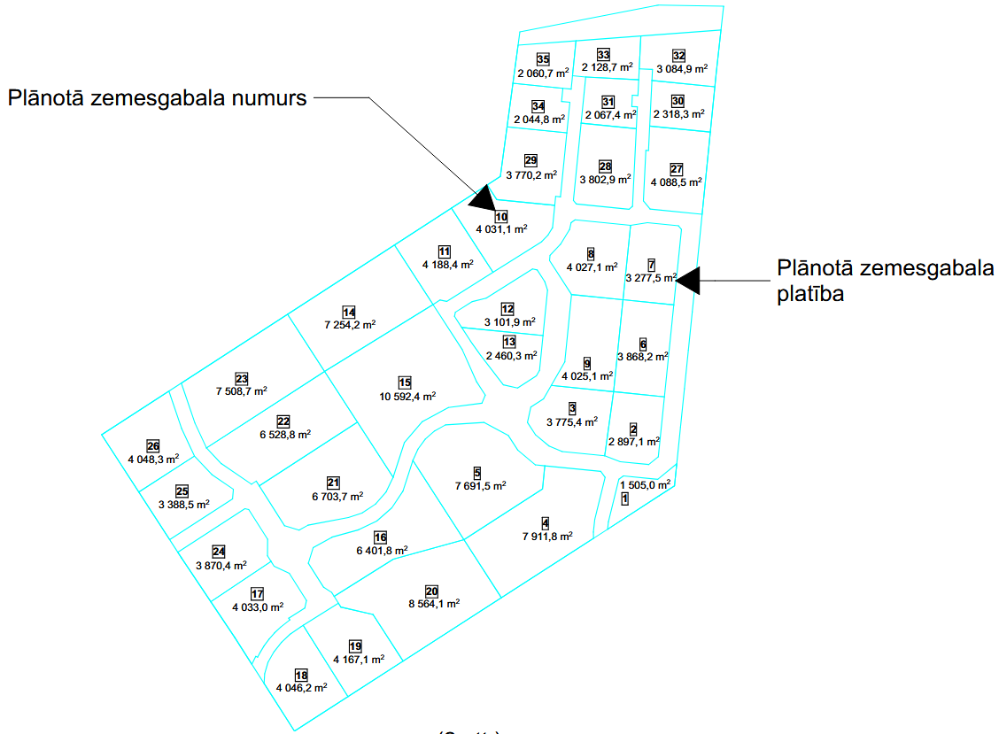 35
2 060,7 m²
33
2 128,7 m²
32
3 084,9 m²
Plānotā zemesgabala numurs
34
2 044,8 m²
31
2 067,4 m²
30
2 318,3 m²
29
3 770,2 m²
28
3 802,9 m²
27
4 088,5 m²
10
4 031,1 m²
11
4 188,4 m²
8
4 027,1 m²
7
3 277,5 m²
Plānotā zemesgabala
platība
14
7 254,2 m²
12
3 101,9 m²
13
2 460,3 m²
6
3 868,2 m²
9
4 025,1 m²
23
7 508,7 m²
15
10 592,4 m²
22
6 528,8 m²
3
3 775,4 m²
2
2 897,1 m²
26
4 048,3 m²
25
3 388,5 m²
21
6 703,7 m²
5
7 691,5 m²
1 505,0 m²
1
4
7 911,8 m²
24
3 870,4 m²
16
6 401,8 m²
17
4 033,0 m²
20
8 564,1 m²
19
4 167,1 m²
18
4 046,2 m²